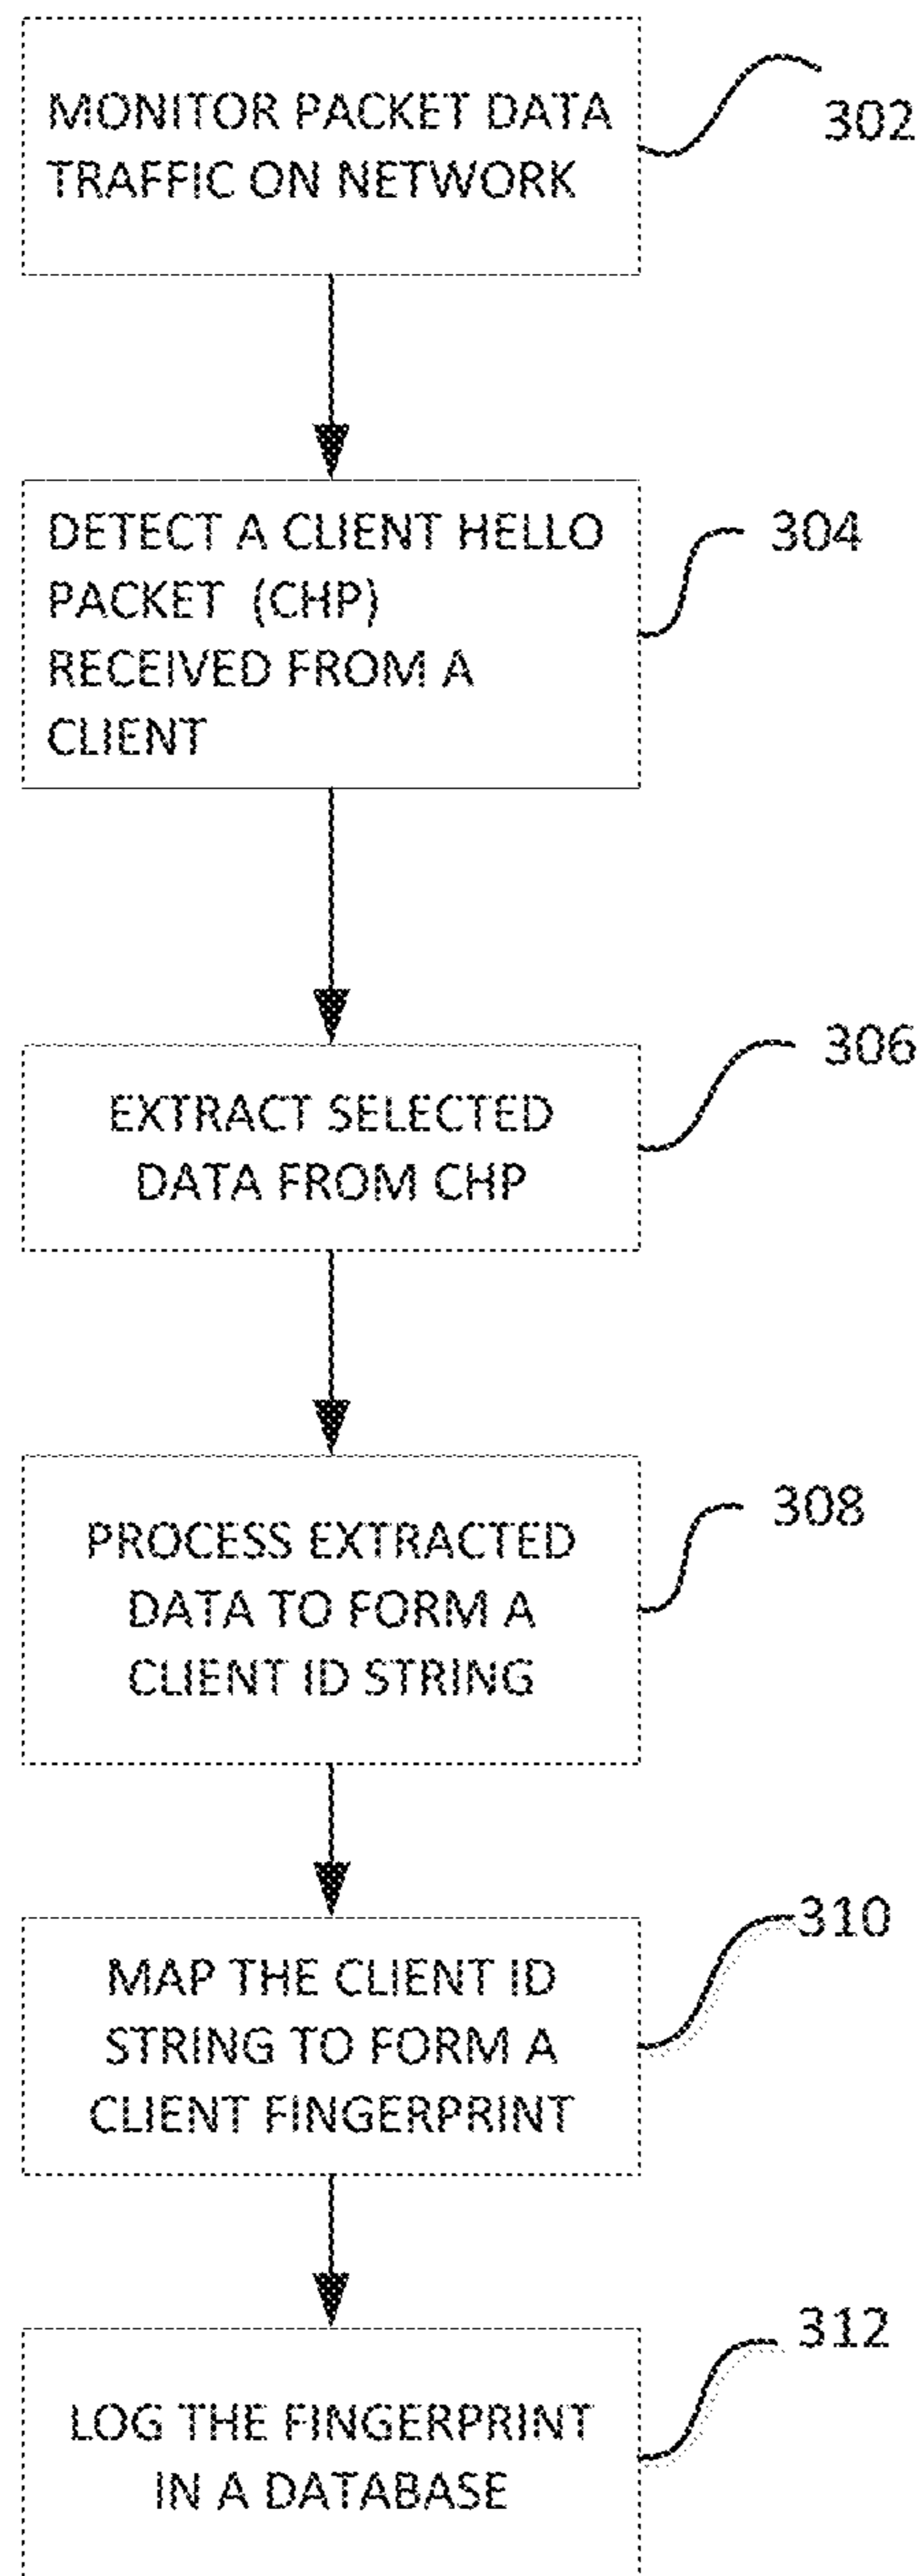 MONITOR PACKET DATA
TRAFFIC ON NETWORK
302
DETECT A CLIENT HELLO
PACKET (CHP)
RECEIVED FROM A
CLIENT
304
EXTRACT SELECTED
DATA FROM CHP
306
PROCESS EXTRACTED
DATA TO FORM A
CLIENT ID STRING
308
MAP THE CLIENT ID
STRING TO FORM A
CLIENT FINGERPRINT
310
LOG THE FINGERPRINT
IN A DATABASE
312